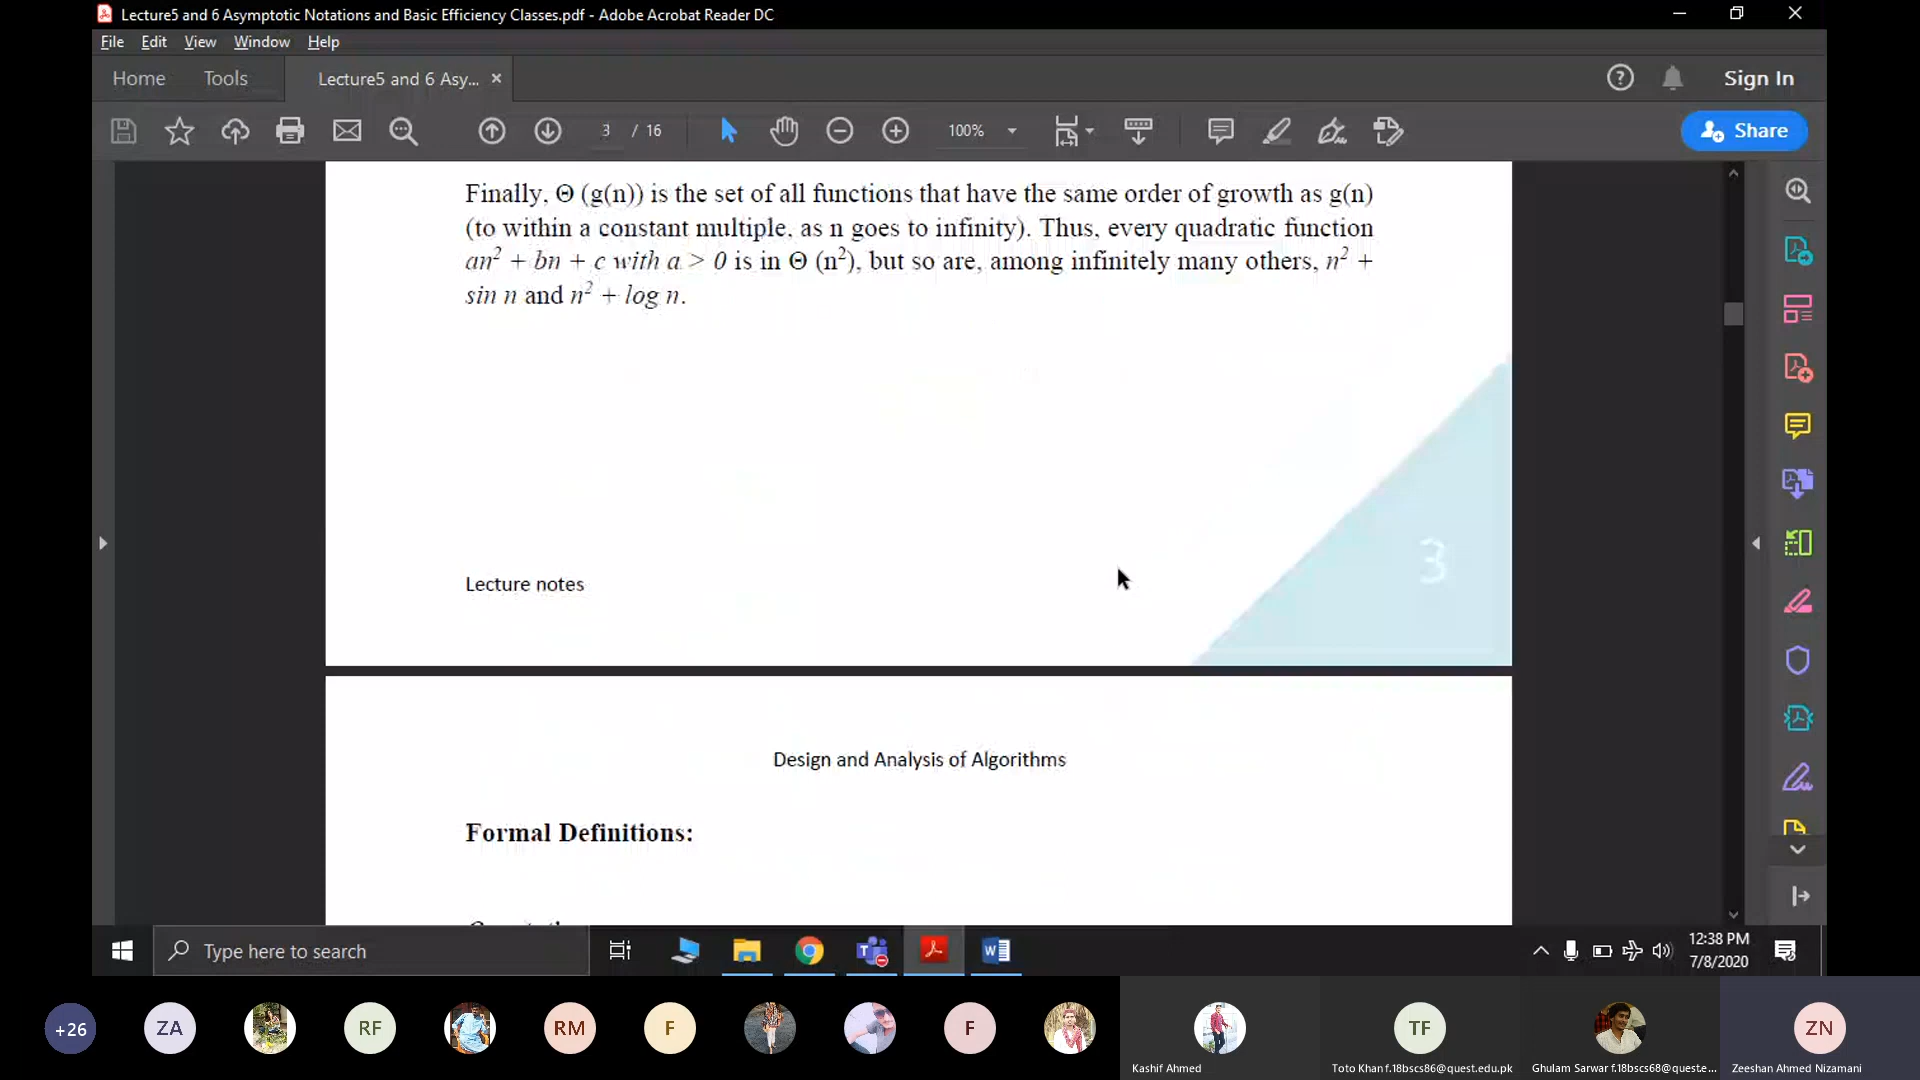 Lecture5 and 6 Asymptotic Notations and Basic Efficiency Classes.pdf - Adobe Acrobat Reader DC
File Edit View Window Help
Home Tools Lecture5 and 6 Asy... × Sign In
3 / 16 100% Share
Finally, Θ (g(n)) is the set of all functions that have the same order of growth as g(n)
(to within a constant multiple, as n goes to infinity). Thus, every quadratic function
an² + bn + c with a > 0 is in Θ (n²), but so are, among infinitely many others, n² +
sin n and n² + log n.
3
Lecture notes
Design and Analysis of Algorithms
Formal Definitions:
Type here to search
12:38 PM
7/8/2020
+26 ZA RF RM F F TF ZN
Kashif Ahmed Toto Khan f.18bscs86@quest.edu.pk Ghulam Sarwar f.18bscs68@queste... Zeeshan Ahmed Nizamani